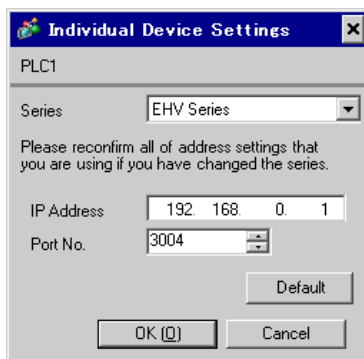 Individual Device Settings
PLC1
Series EHV Series
Please reconfirm all of address settings that
you are using if you have changed the series.
IP Address 192. 168. 0. 1
Port No. 3004
Default
OK (O) Cancel